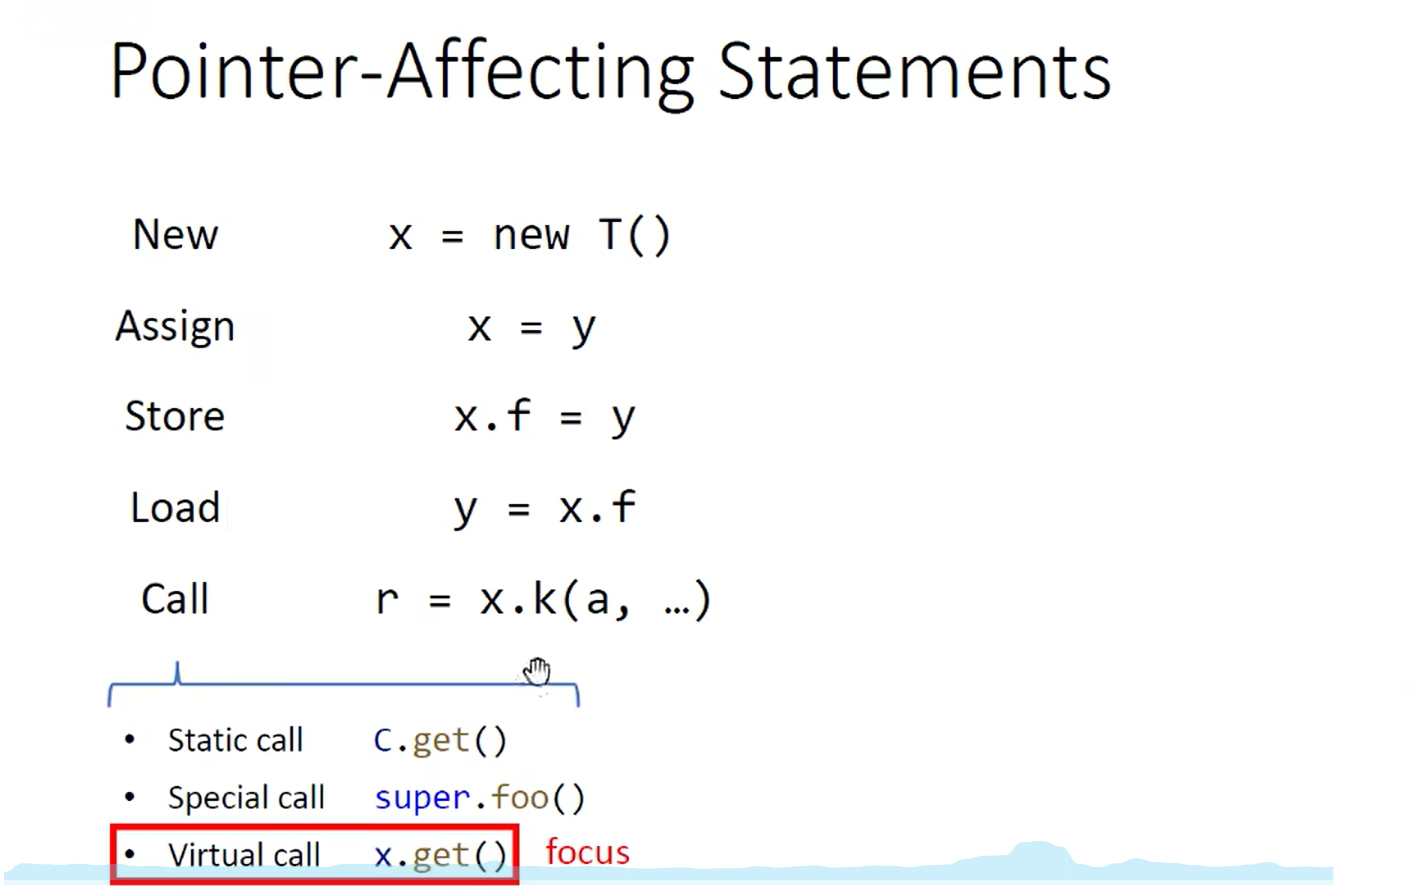 Pointer-Affecting Statements
New x = new T()
Assign x = y
Store x.f = y
Load y = x.f
Call r = x.k(a, …)
• Static call C.get()
• Special call super.foo()
• Virtual call x.get() focus